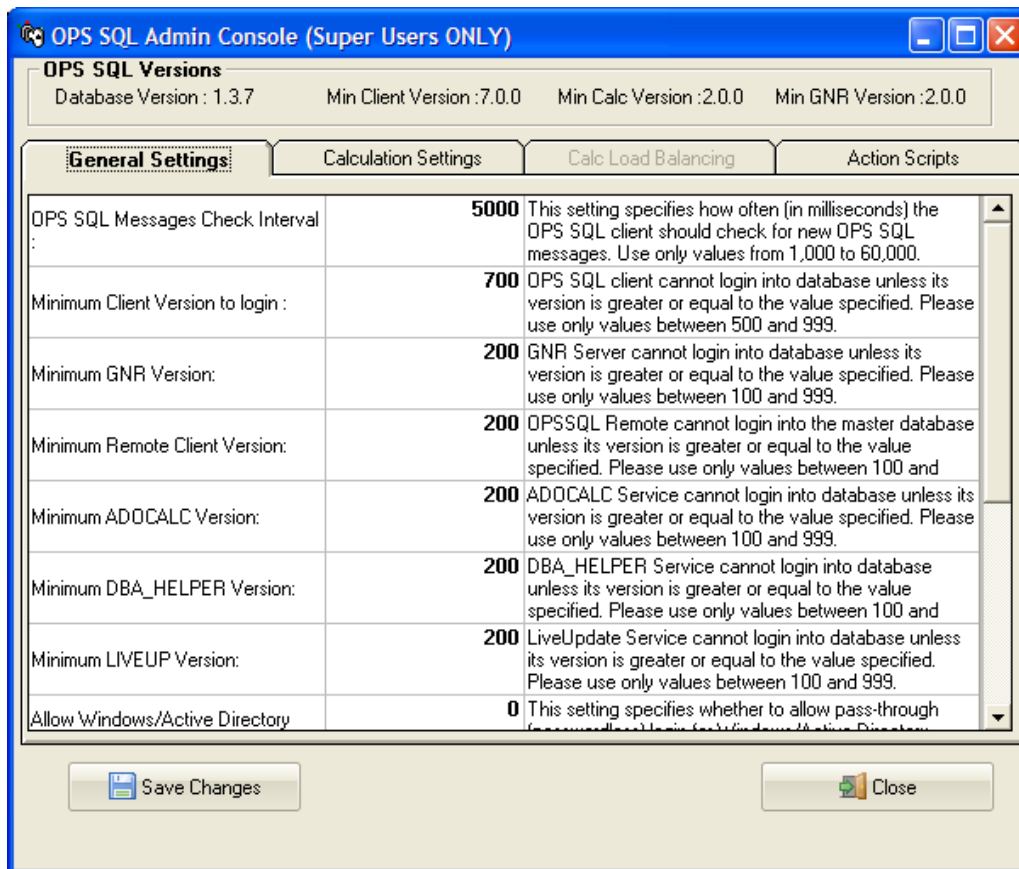 OPS SQL Admin Console (Super Users ONLY)
OPS SQL Versions
Database Version : 1.3.7 Min Client Version :7.0.0 Min Calc Version :2.0.0 Min GNR Version :2.0.0
General Settings Calculation Settings Calc Load Balancing Action Scripts
OPS SQL Messages Check Interval
:
5000
This setting specifies how often (in milliseconds) the
OPS SQL client should check for new OPS SQL
messages. Use only values from 1,000 to 60,000.
Minimum Client Version to login :
700
OPS SQL client cannot login into database unless its
version is greater or equal to the value specified. Please
use only values between 500 and 999.
Minimum GNR Version:
200
GNR Server cannot login into database unless its
version is greater or equal to the value specified. Please
use only values between 100 and 999.
Minimum Remote Client Version:
200
OPSSQL Remote cannot login into the master database
unless its version is greater or equal to the value
specified. Please use only values between 100 and
Minimum ADOCALC Version:
200
ADOCALC Service cannot login into database unless its
version is greater or equal to the value specified. Please
use only values between 100 and 999.
Minimum DBA_HELPER Version:
200
DBA_HELPER Service cannot login into database
unless its version is greater or equal to the value
specified. Please use only values between 100 and
Minimum LIVEUP Version:
200
LiveUpdate Service cannot login into database unless
its version is greater or equal to the value specified.
Please use only values between 100 and 999.
Allow Windows/Active Directory
0
This setting specifies whether to allow pass-through
Save Changes Close